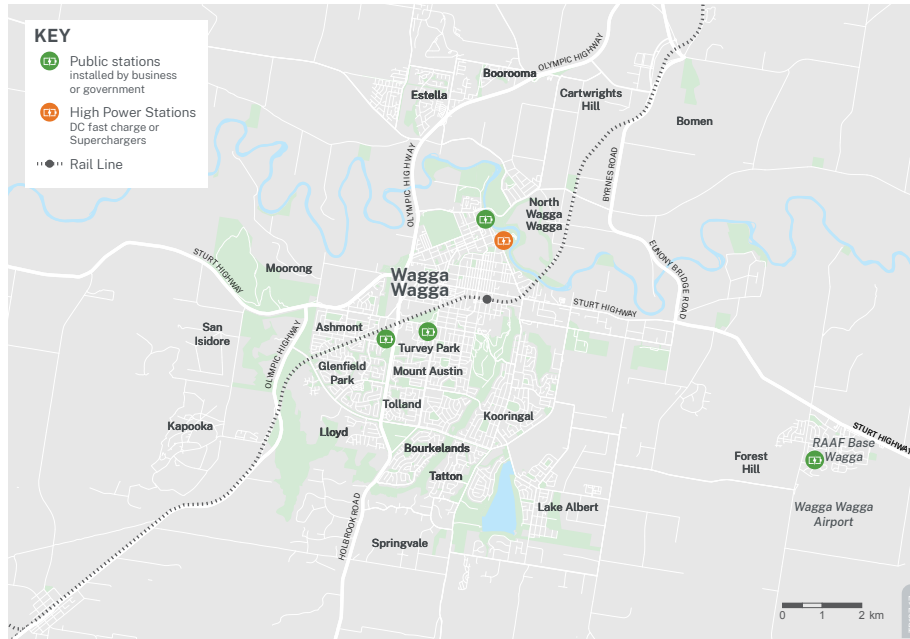 KEY
Public stations
installed by business
or government
High Power Stations
DC fast charge or
Superchargers
Rail Line
OLYMPIC HIGHWAY
Boorooma
Estella
Cartwrights
Hill
Bomen
OLYMPIC HIGHWAY
BYRNES ROAD
North
Wagga
Wagga
EUNONY BRIDGE ROAD
STURT HIGHWAY
Moorong
Wagga
Wagga
STURT HIGHWAY
San
Isidore
OLYMPIC HIGHWAY
Ashmont
Turvey Park
Glenfield
Park
Mount Austin
Tolland
Kooringal
Kapooka
Lloyd
Bourkelands
Tatton
STURT HIGHWAY
RAAF Base
Wagga
Forest
Hill
Wagga Wagga
Airport
HOLBROOK ROAD
Lake Albert
Springvale
0 1 2 km